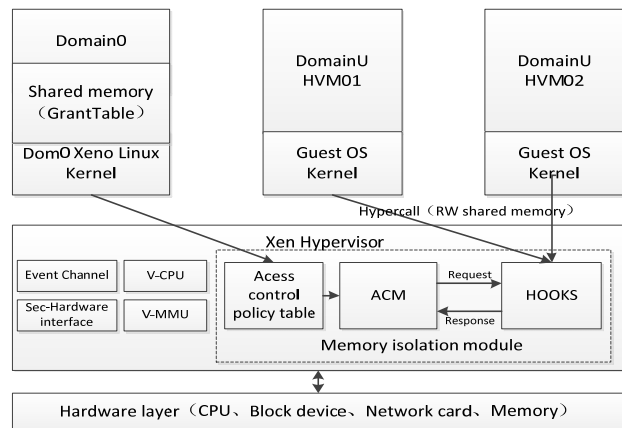 Domain0
Shared memory
（GrantTable）
Dom0 Xeno Linux
Kernel
DomainU
HVM01
Guest OS
Kernel
DomainU
HVM02
Guest OS
Kernel
Hypercall（RW shared memory）
Xen Hypervisor
Event Channel
V-CPU
Sec-Hardware
interface
V-MMU
Acess
control
policy table
ACM
Request
Response
HOOKS
Memory isolation module
Hardware layer（CPU、Block device、Network card、Memory）